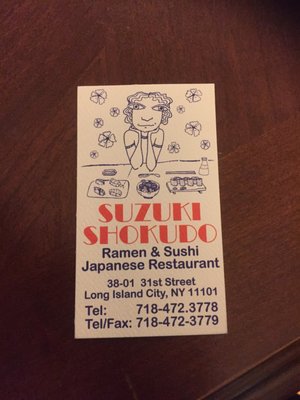 SUZUKI
SHOKUDO
Ramen & Sushi
Japanese Restaurant
38-01 31st Street
Long Island City, NY 11101
Tel: 718-472.3778
Tel/Fax: 718-472-3779